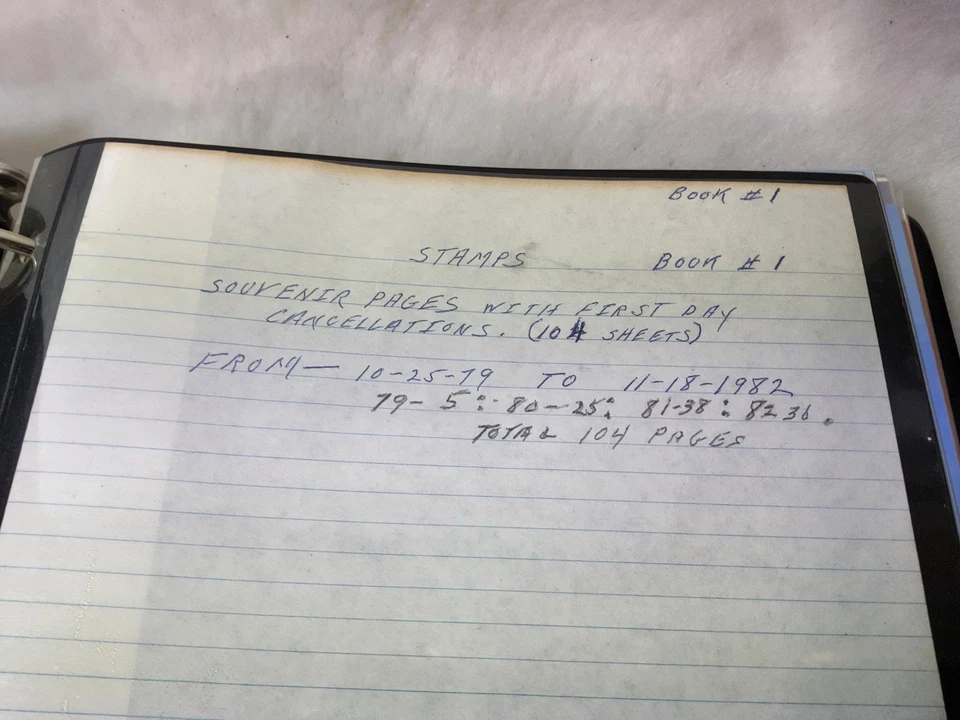 BOOK #1
STAMPS BOOK #1
SOUVENIR PAGES WITH FIRST DAY
CANCELLATIONS. (104 SHEETS)
FROM— 10-25-79 TO 11-18-1982
79- 5: 80-25: 81-38: 82 36.
TOTAL 104 PAGES